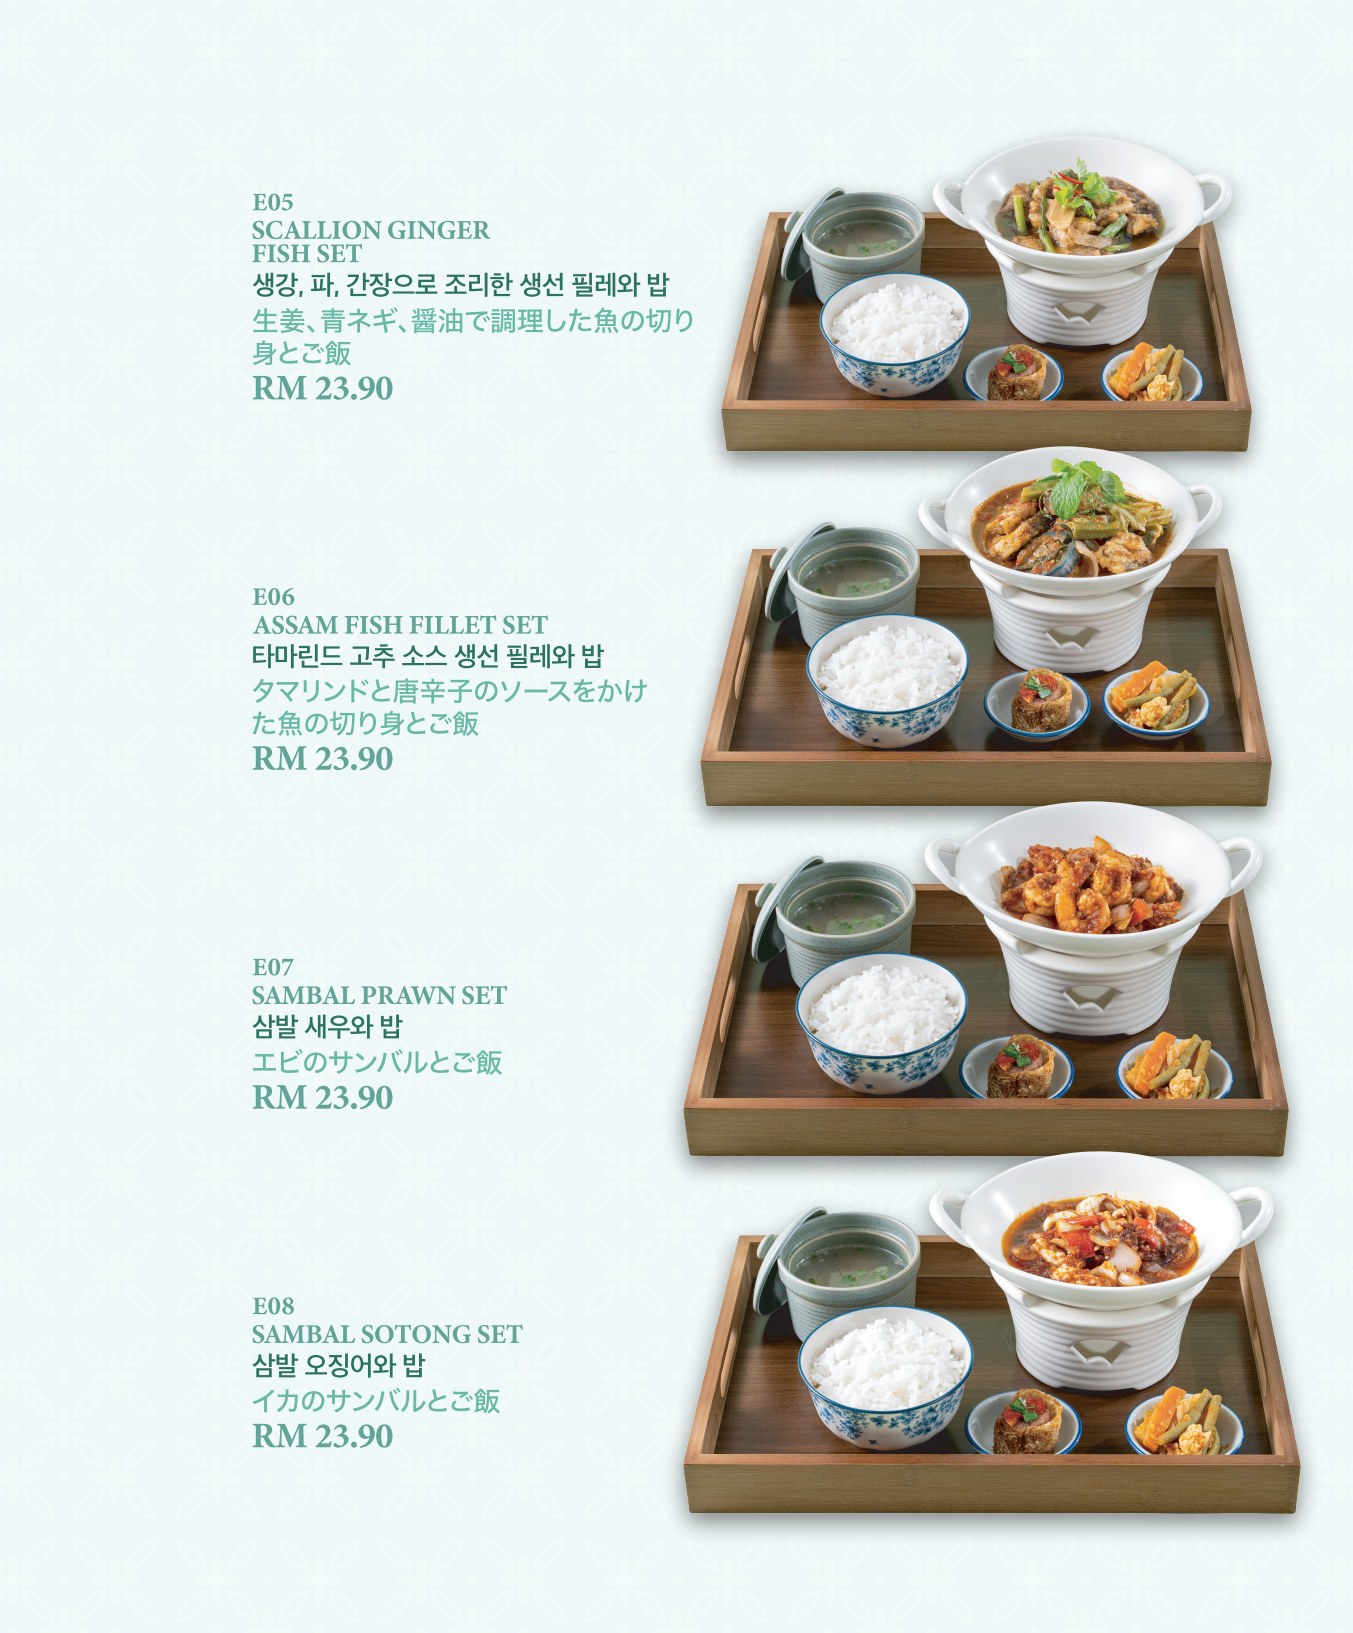 E05
SCALLION GINGER
FISH SET
생강, 파, 간장으로 조리한 생선 필레와 밥
生姜、青ネギ、醤油で調理した魚の切り
身とご飯
RM 23.90
E06
ASSAM FISH FILLET SET
타마린드 고추 소스 생선 필레와 밥
タマリンドと唐辛子のソースをかけ
た魚の切り身とご飯
RM 23.90
E07
SAMBAL PRAWN SET
삼발 새우와 밥
エビのサンバルとご飯
RM 23.90
E08
SAMBAL SOTONG SET
삼발 오징어와 밥
イカのサンバルとご飯
RM 23.90